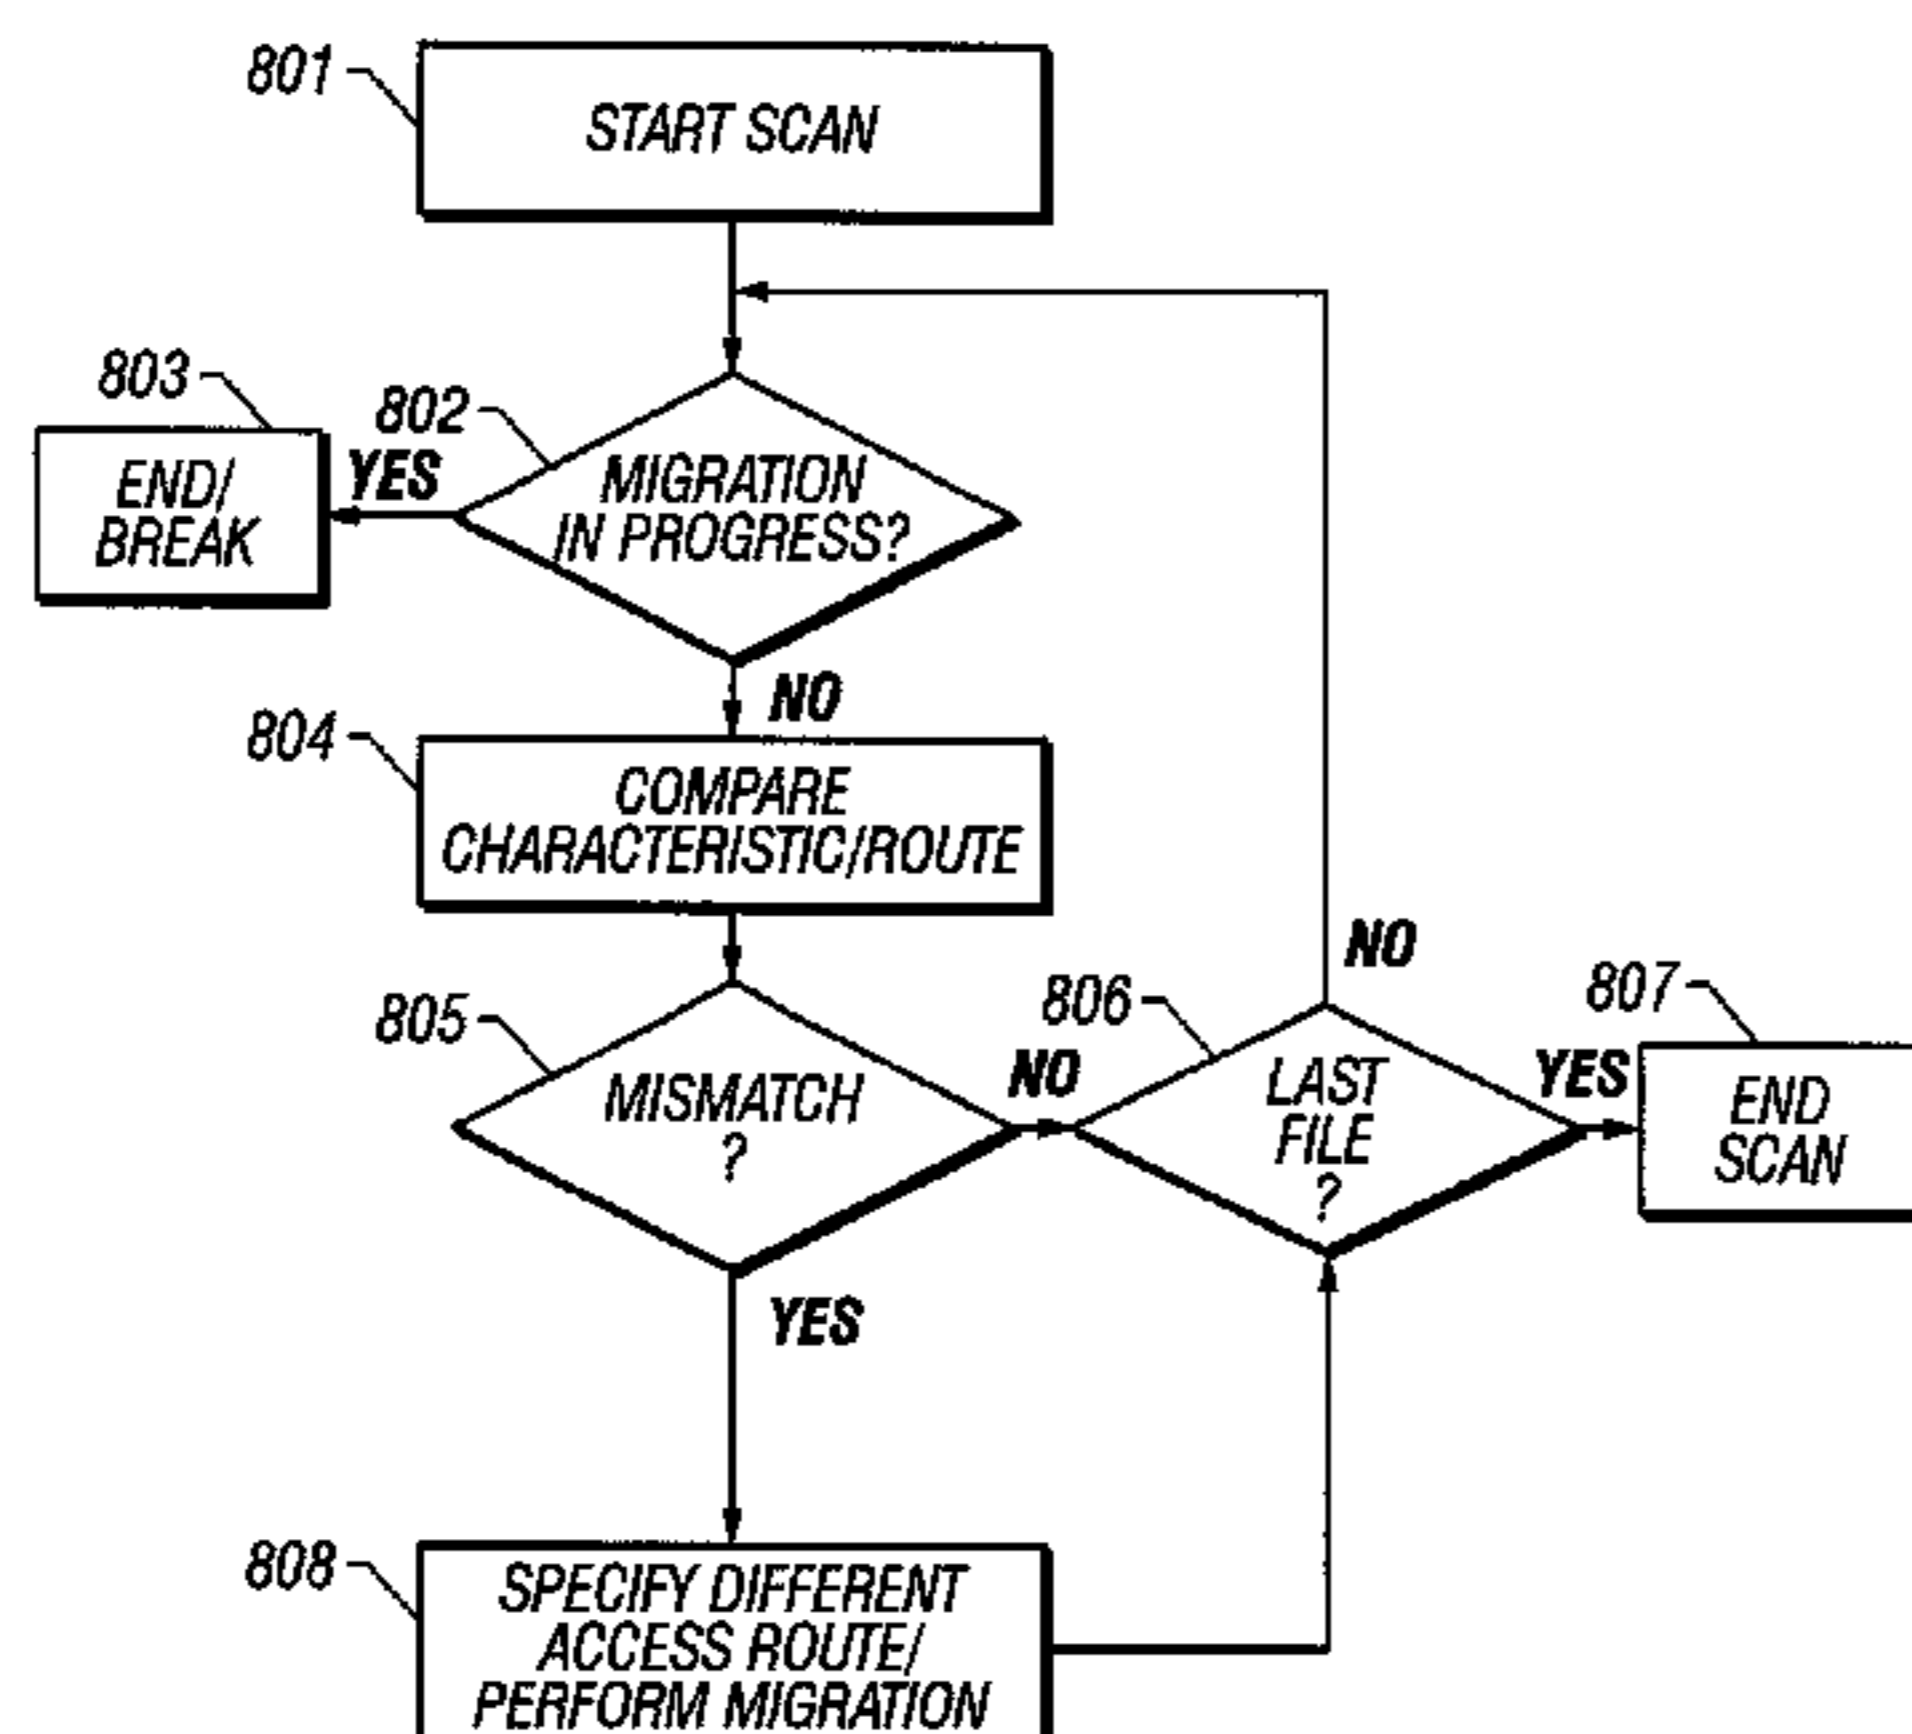 801
START SCAN
803
802
YES
END/
BREAK
MIGRATION
IN PROGRESS?
NO
804
COMPARE
CHARACTERISTIC/ROUTE
NO
805
806
807
MISMATCH
?
NO
LAST
FILE
?
YES
END
SCAN
YES
808
SPECIFY DIFFERENT
ACCESS ROUTE/
PERFORM MIGRATION